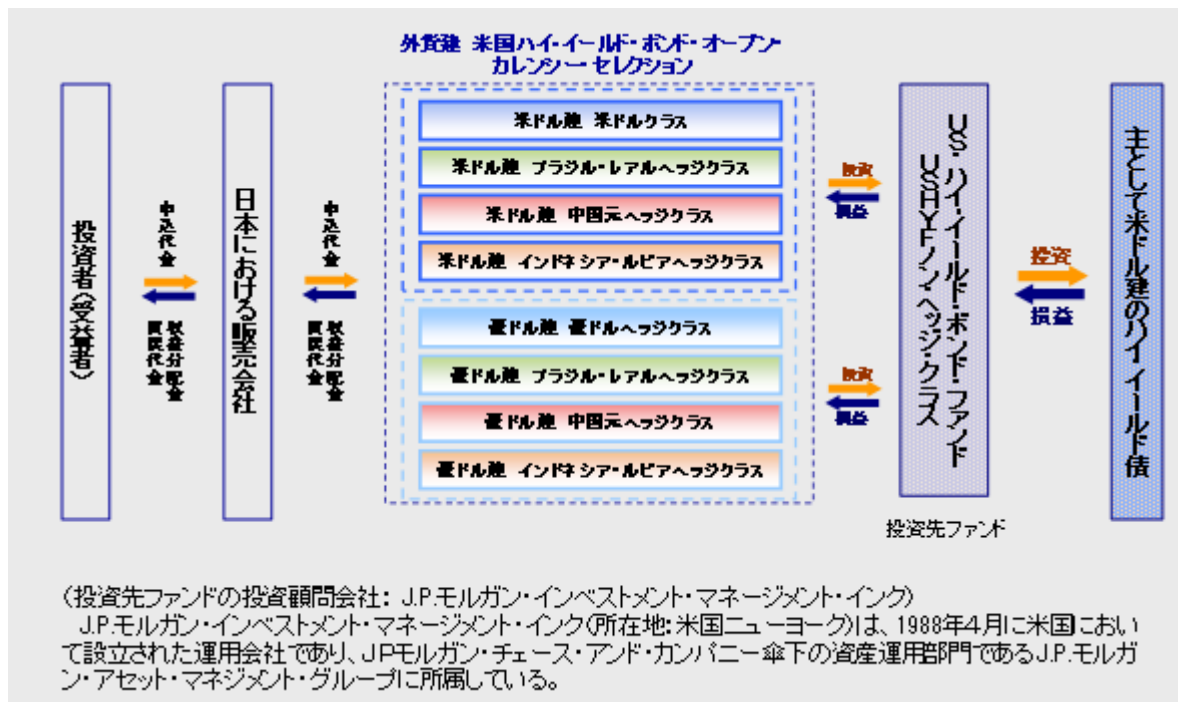 外貨建 米国ハイ・イールド・ボンド・オープン・
カレンシー・セレクション
投資者(受益者)
申込代金
収益分配金
買戻代金
日本における販売会社
申込代金
収益分配金
買戻代金
米ドル建 米ドルクラス
米ドル建 ブラジル・レアルヘッジクラス
米ドル建 中国元ヘッジクラス
米ドル建 インドネシア・ルピアヘッジクラス
豪ドル建 豪ドルヘッジクラス
豪ドル建 ブラジル・レアルヘッジクラス
豪ドル建 中国元ヘッジクラス
豪ドル建 インドネシア・ルピアヘッジクラス
投資
損益
投資
損益
US・ハイ・イールド・ボンド・ファンド
USHYFノンヘッジ・クラス
投資先ファンド
投資
損益
主として米ドル建のハイ イールド債
(投資先ファンドの投資顧問会社: J.P.モルガン・インベストメント・マネージメント・インク)
J.P.モルガン・インベストメント・マネージメント・インク(所在地:米国ニューヨーク)は、1988年4月に米国におい
て設立された運用会社であり、JPモルガン・チェース・アンド・カンパニー傘下の資産運用部門であるJ.P.モルガ
ン・アセット・マネジメント・グループに所属している。